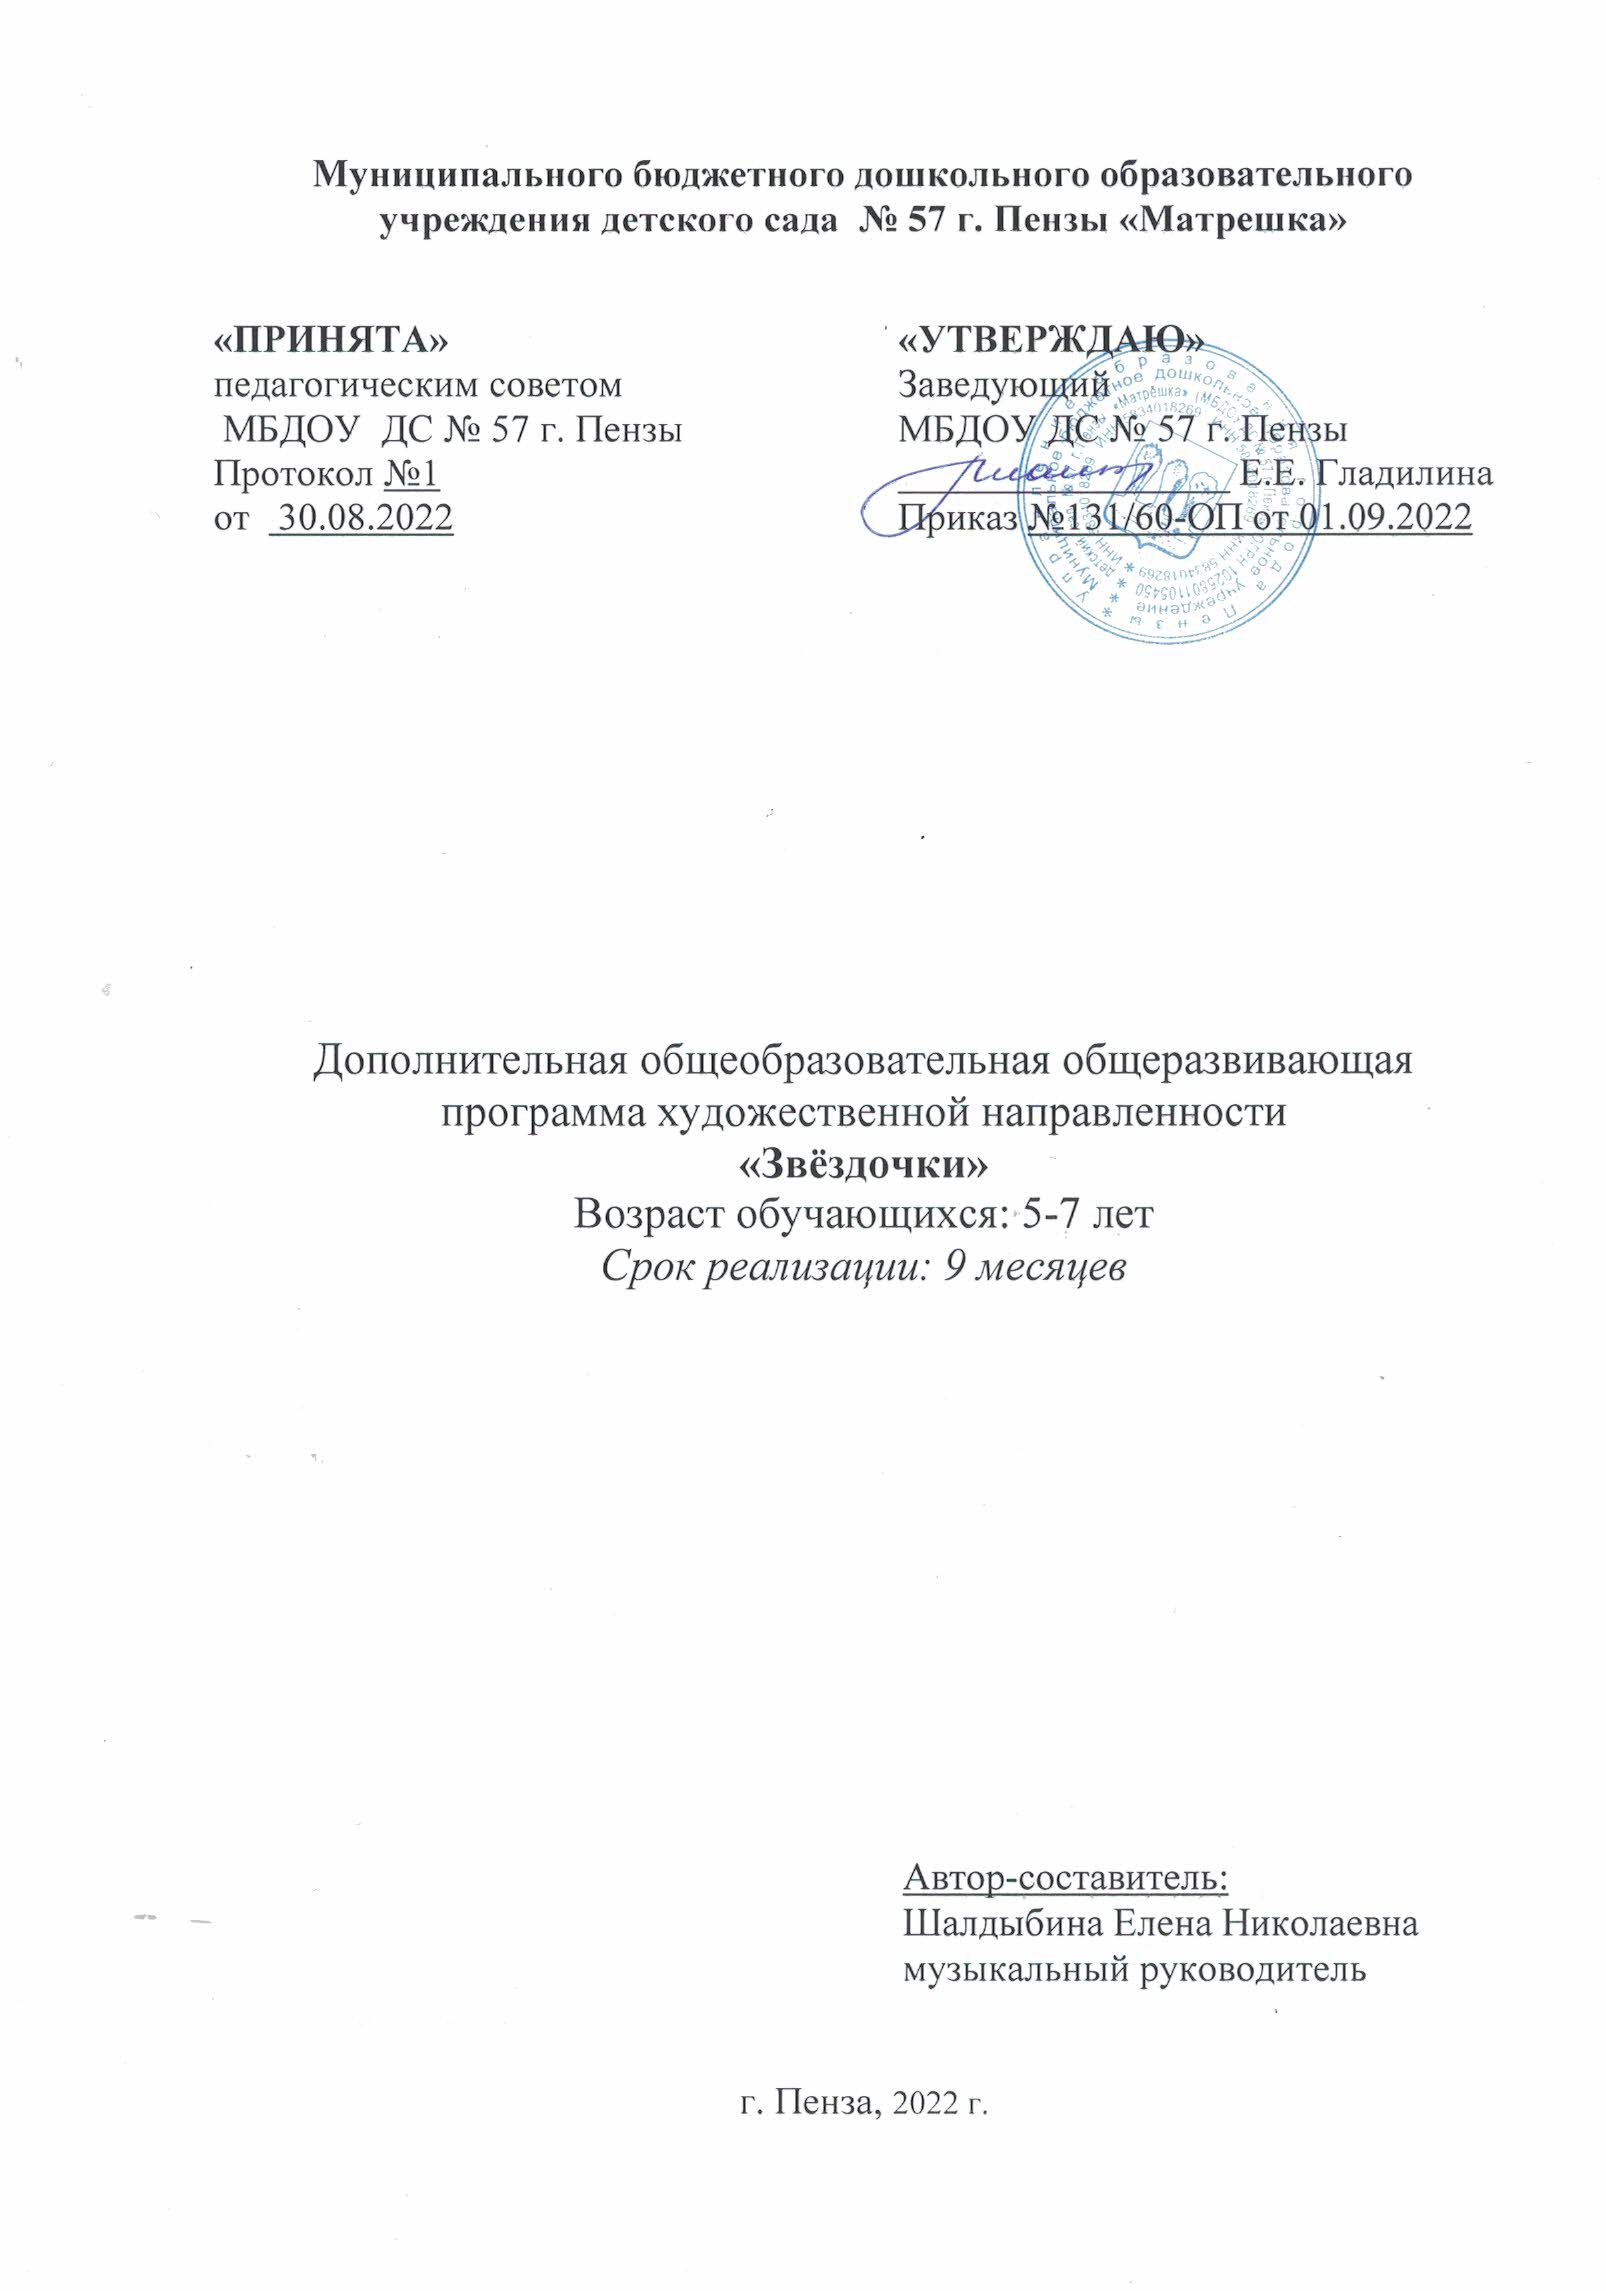 Муниципального бюджетного дошкольного образовательного
учреждения детского сада № 57 г. Пензы «Матрешка»
«ПРИНЯТА»
педагогическим советом
МБДОУ ДС № 57 г. Пензы
Протокол №1
от 30.08.2022
«УТВЕРЖДАЮ»
Заведующий
МБДОУ ДС № 57 г. Пензы
Е.Е. Гладилина
Приказ №131/60-ОП от 01.09.2022
Дополнительная общеобразовательная общеразвивающая
программа художественной направленности
«Звёздочки»
Возраст обучающихся: 5-7 лет
Срок реализации: 9 месяцев
Автор-составитель:
Шалдыбина Елена Николаевна
музыкальный руководитель
г. Пенза, 2022 г.